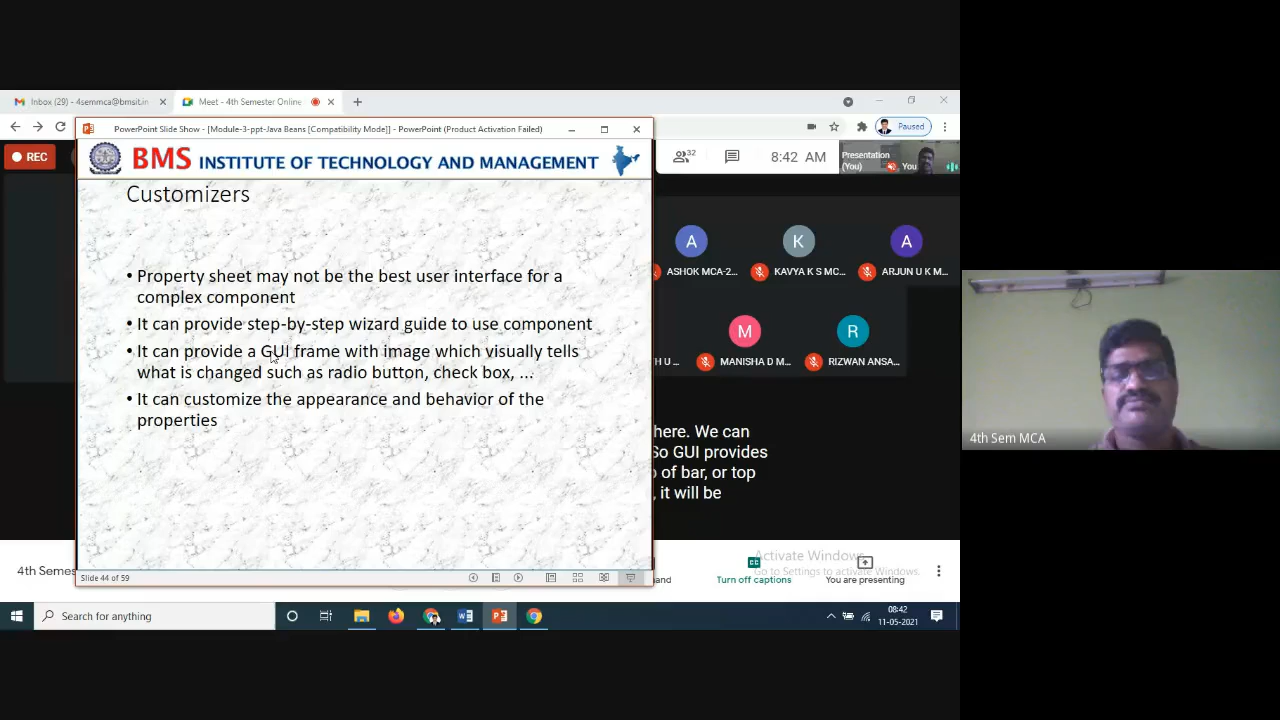 Inbox (29) - 4semmca@bmsit.in
Meet - 4th Semester Online
Paused
PowerPoint Slide Show - [Module-3-ppt-Java Beans [Compatibility Mode]] - PowerPoint (Product Activation Failed)
REC
BMS INSTITUTE OF TECHNOLOGY AND MANAGEMENT
32
8:42 AM
Presentation
(You)
You
Customizers
• Property sheet may not be the best user interface for a
complex component
• It can provide step-by-step wizard guide to use component
• It can provide a GUI frame with image which visually tells
what is changed such as radio button, check box, ...
• It can customize the appearance and behavior of the
properties
A
K
A
ASHOK MCA-2...
KAVYA K S MC...
ARJUN U K M...
M
R
H U ...
MANISHA D M...
RIZWAN ANSA...
here. We can
So GUI provides
o of bar, or top
, it will be
4th Sem MCA
Activate Windows
Go to Settings to activate Windows.
4th Semes
and
CC
Turn off captions
You are presenting
Slide 44 of 59
Search for anything
08:42
11-05-2021